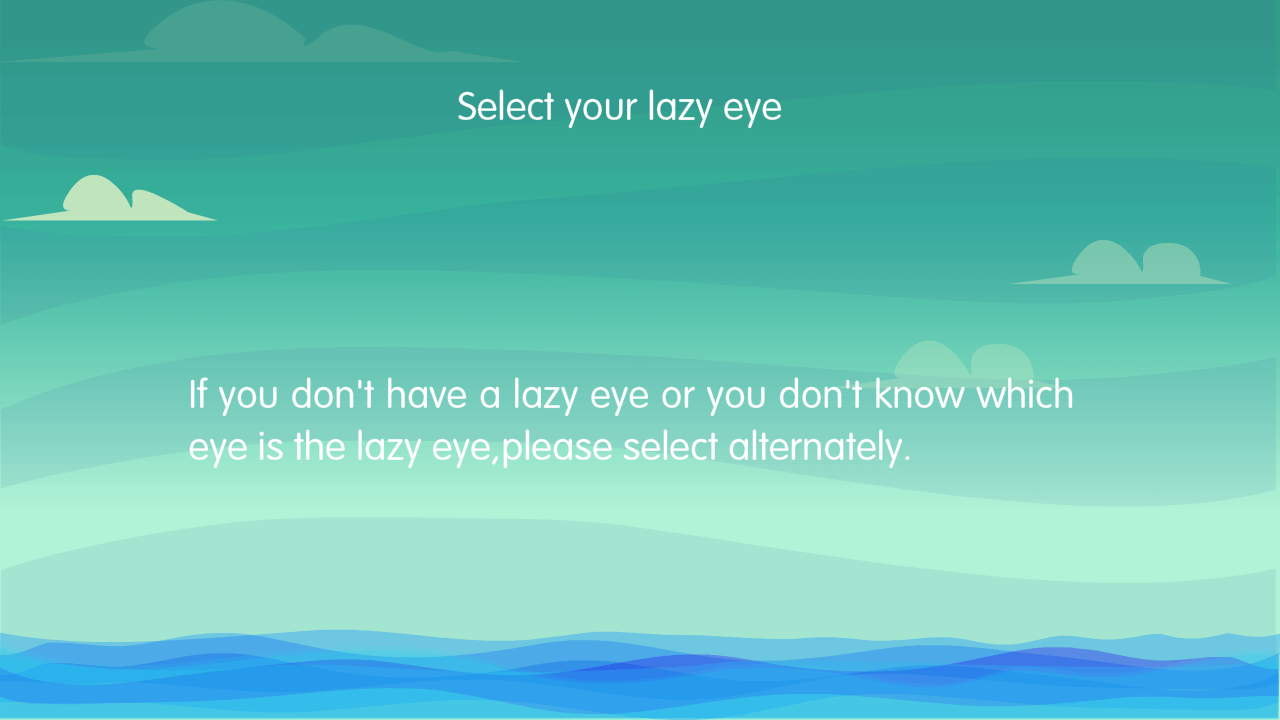 Select your lazy eye
If you don't have a lazy eye or you don't know which
eye is the lazy eye,please select alternately.